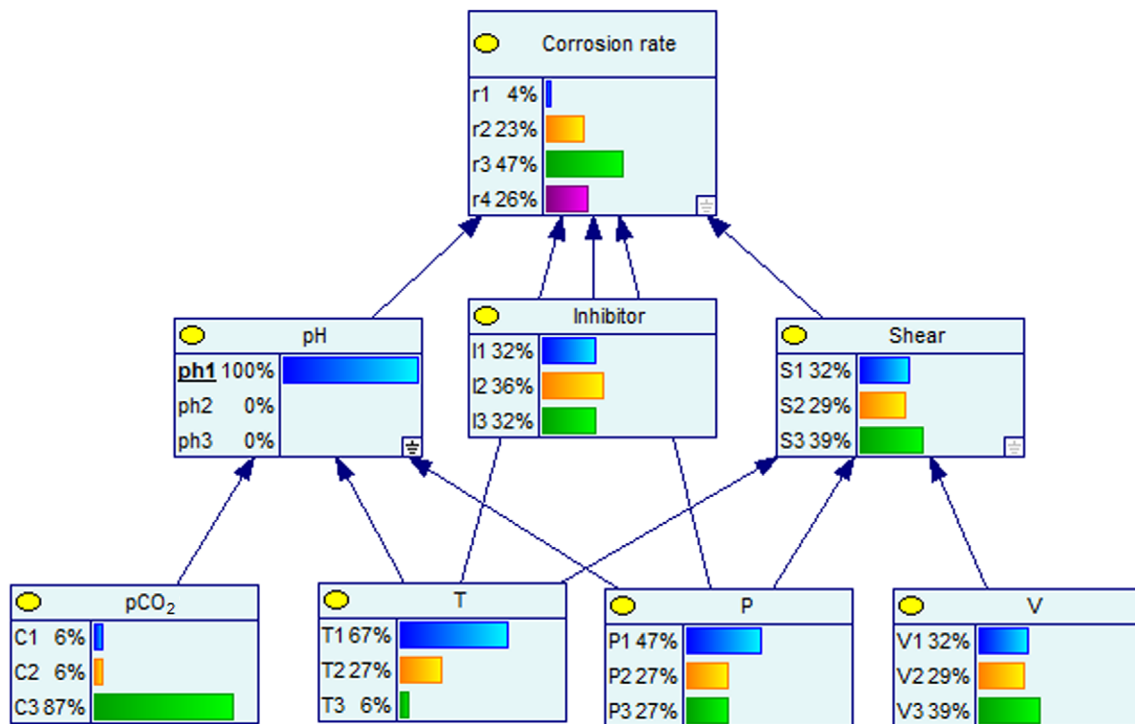 Corrosion rate
r1 4%
r2 23%
r3 47%
r4 26%
pH
ph1 100%
ph2 0%
ph3 0%
Inhibitor
I1 32%
I2 36%
I3 32%
Shear
S1 32%
S2 29%
S3 39%
pCO₂
C1 6%
C2 6%
C3 87%
T
T1 67%
T2 27%
T3 6%
P
P1 47%
P2 27%
P3 27%
V
V1 32%
V2 29%
V3 39%